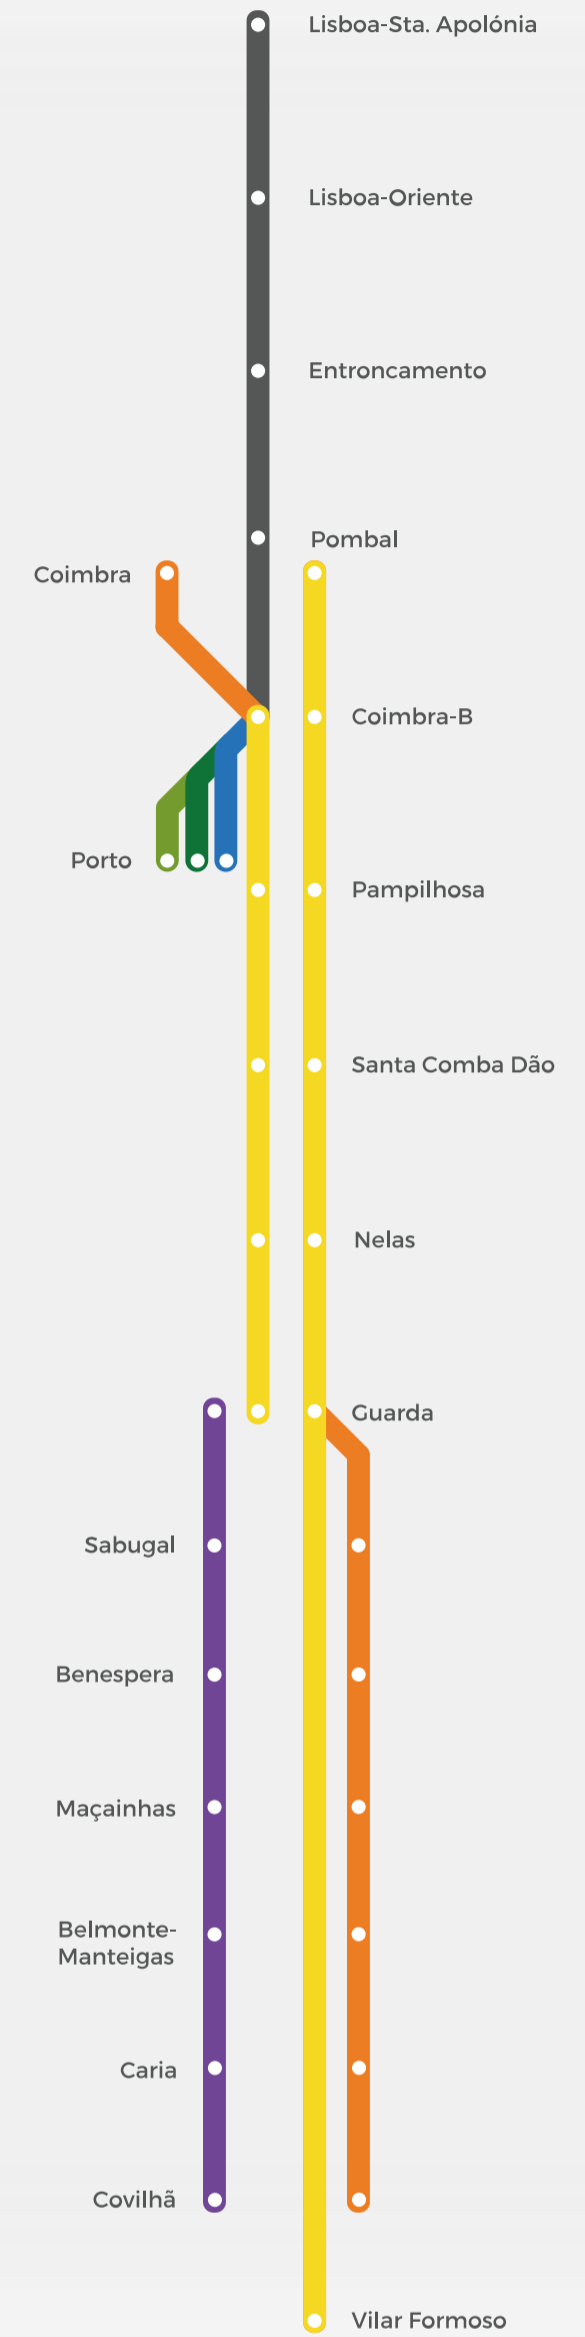 Lisboa-Sta. Apolónia
Lisboa-Oriente
Entroncamento
Pombal
Coimbra
Coimbra-B
Porto
Pampilhosa
Santa Comba Dão
Nelas
Guarda
Sabugal
Benespera
Maçainhas
Belmonte-
Manteigas
Caria
Covilhã
Vilar Formoso